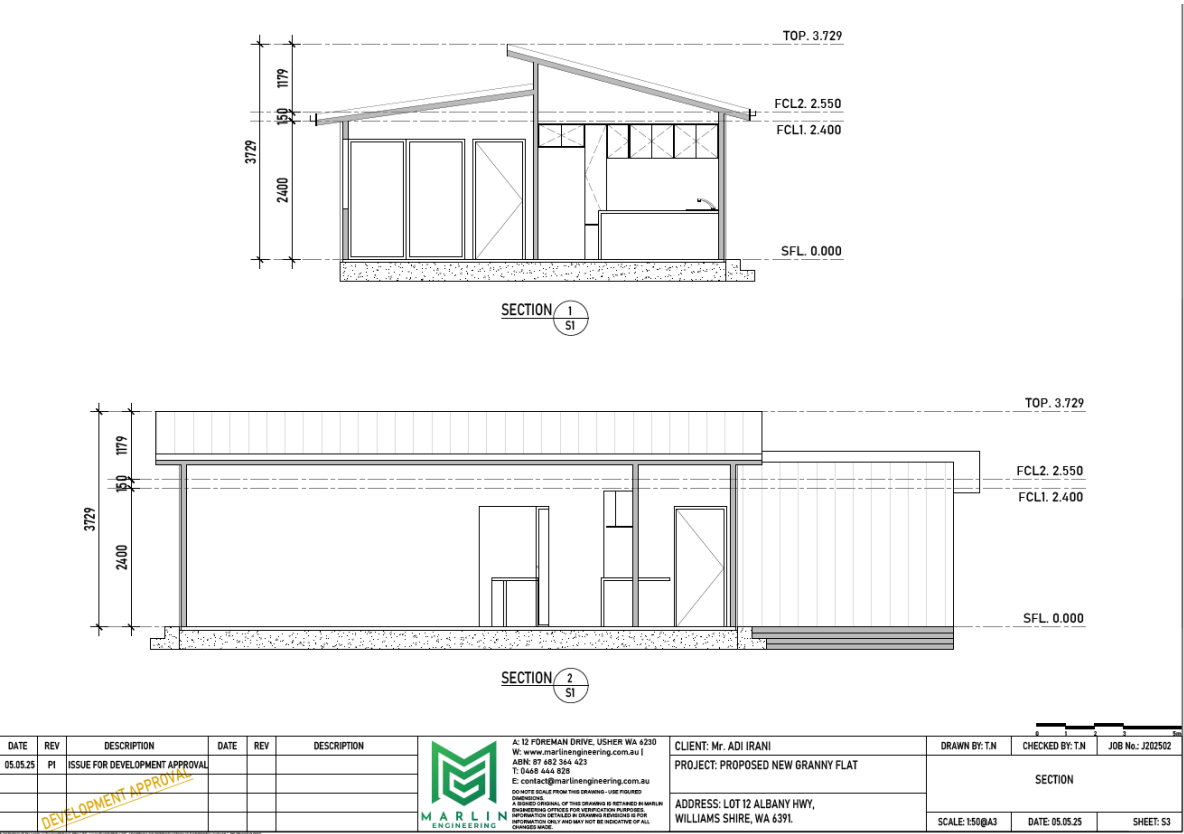 TOP. 3.729
1179
FCL2. 2.550
150
FCL1. 2.400
3729
2400
SFL. 0.000
SECTION 1
S1
TOP. 3.729
1179
FCL2. 2.550
150
FCL1. 2.400
3729
2400
SFL. 0.000
SECTION 2
S1
0 1 2 3 5m
DATE REV DESCRIPTION DATE REV DESCRIPTION
05.05.25 P1 ISSUE FOR DEVELOPMENT APPROVAL
DEVELOPMENT APPROVAL
MARLIN
ENGINEERING
A: 12 FOREMAN DRIVE, USHER WA 6230
W: www.marlinengineering.com.au |
ABN: 87 682 364 423
T: 0468 444 828
E: contact@marlinengineering.com.au
DO NOTE SCALE FROM THIS DRAWING - USE FIGURED
DIMENSIONS.
A SIGNED ORIGINAL OF THIS DRAWING IS RETAINED IN MARLIN
ENGINEERING OFFICES FOR VERIFICATION PURPOSES.
INFORMATION DETAILED IN DRAWING REVISIONS IS FOR
INFORMATION ONLY AND MAY NOT BE INDICATIVE OF ALL
CHANGES MADE.
CLIENT: Mr. ADI IRANI
PROJECT: PROPOSED NEW GRANNY FLAT
ADDRESS: LOT 12 ALBANY HWY,
WILLIAMS SHIRE, WA 6391.
DRAWN BY: T.N CHECKED BY: T.N JOB No.: J202502
SECTION
SCALE: 1:50@A3 DATE: 05.05.25 SHEET: S3